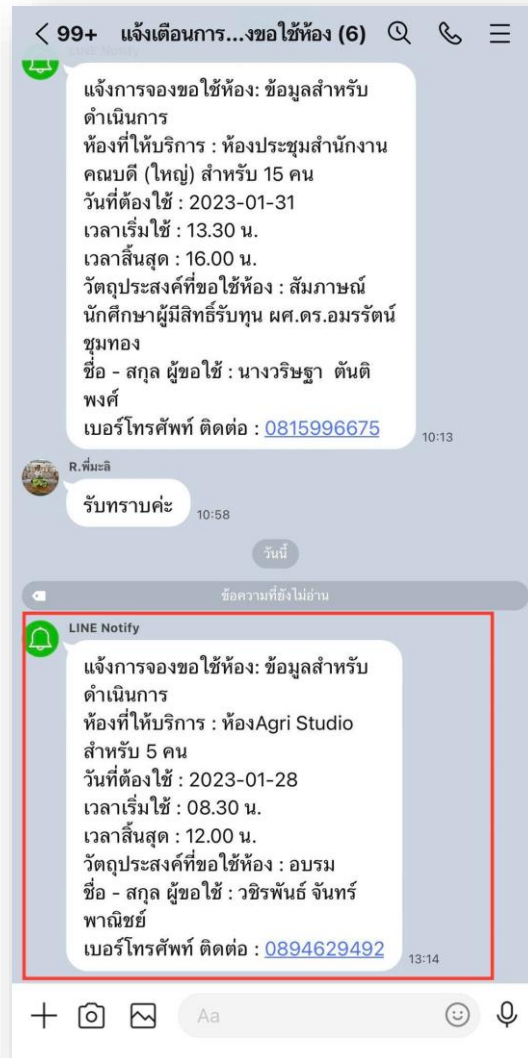 99+ แจ้งเตือนการ...งขอใช้ห้อง (6)
แจ้งการจองขอใช้ห้อง: ข้อมูลสำหรับ
ดำเนินการ
ห้องที่ให้บริการ : ห้องประชุมสำนักงาน
คณบดี (ใหญ่) สำหรับ 15 คน
วันที่ต้องใช้ : 2023-01-31
เวลาเริ่มใช้ : 13.30 น.
เวลาสิ้นสุด : 16.00 น.
วัตถุประสงค์ที่ขอใช้ห้อง : สัมภาษณ์
นักศึกษาผู้มีสิทธิ์รับทุน ผศ.ดร.อมรรัตน์
ชุมทอง
ชื่อ - สกุล ผู้ขอใช้ : นางวริษฐา ตันติ
พงศ์
เบอร์โทรศัพท์ ติดต่อ : 0815996675
10:13
R.พี่มะลิ
รับทราบค่ะ
10:58
วันนี้
ข้อความที่ยังไม่อ่าน
LINE Notify
แจ้งการจองขอใช้ห้อง: ข้อมูลสำหรับ
ดำเนินการ
ห้องที่ให้บริการ : ห้องAgri Studio
สำหรับ 5 คน
วันที่ต้องใช้ : 2023-01-28
เวลาเริ่มใช้ : 08.30 น.
เวลาสิ้นสุด : 12.00 น.
วัตถุประสงค์ที่ขอใช้ห้อง : อบรม
ชื่อ - สกุล ผู้ขอใช้ : วชิรพันธ์ จันทร์
พาณิชย์
เบอร์โทรศัพท์ ติดต่อ : 0894629492
13:14
Aa